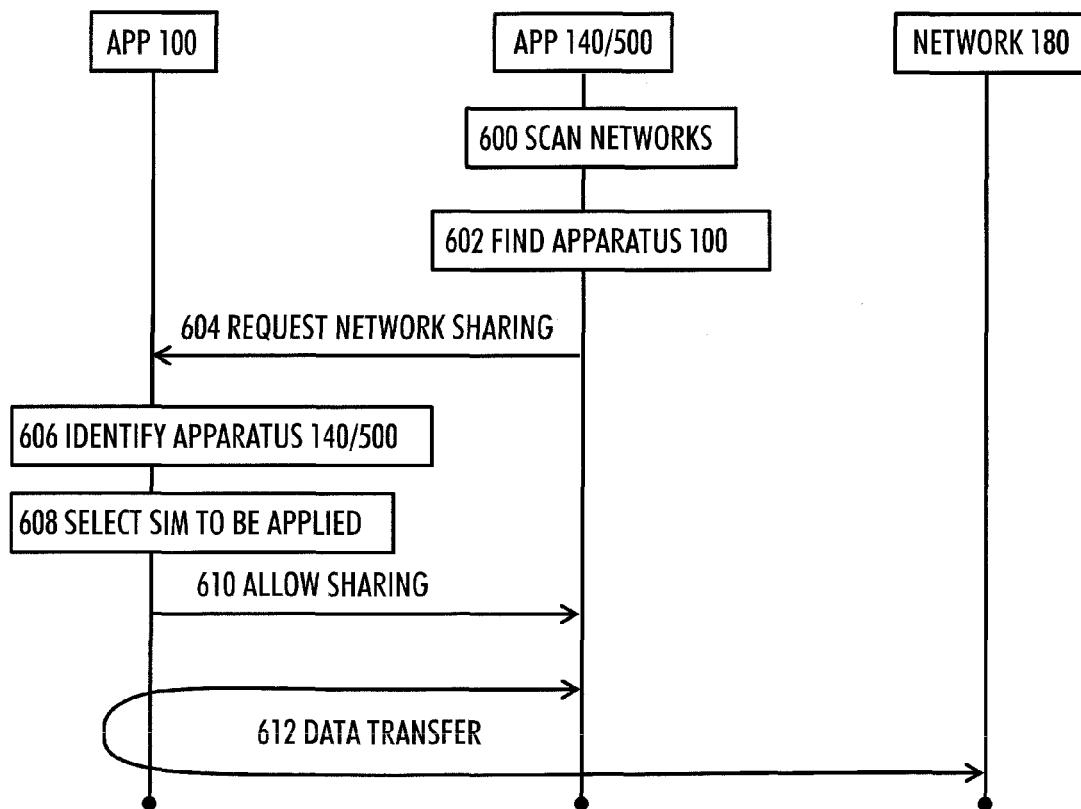 APP 100
APP 140/500
NETWORK 180
600 SCAN NETWORKS
602 FIND APPARATUS 100
604 REQUEST NETWORK SHARING
606 IDENTIFY APPARATUS 140/500
608 SELECT SIM TO BE APPLIED
610 ALLOW SHARING
612 DATA TRANSFER